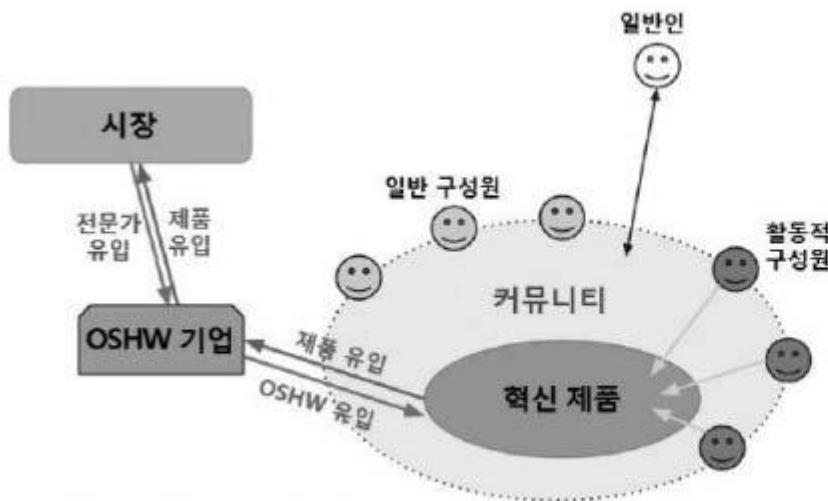 일반인
시장
일반 구성원
전문가
유입
제품
유입
활동적
구성원
커뮤니티
OSHW 기업
제품 유입
OSHW 유입
혁신 제품